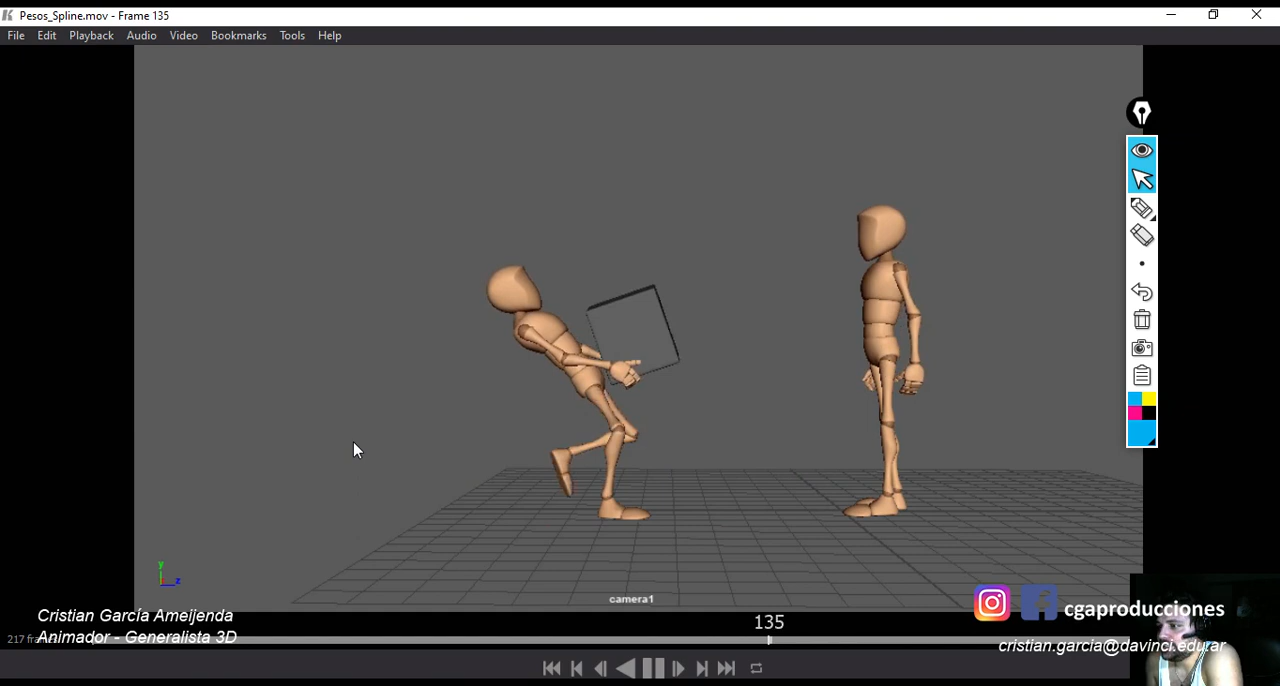 Pesos_Spline.mov - Frame 135
File Edit Playback Audio Video Bookmarks Tools Help
y
z
camera1
Cristian García Ameijenda
Animador - Generalista 3D
217
135
cgaproducciones
cristian.garcia@davinci.edu.ar